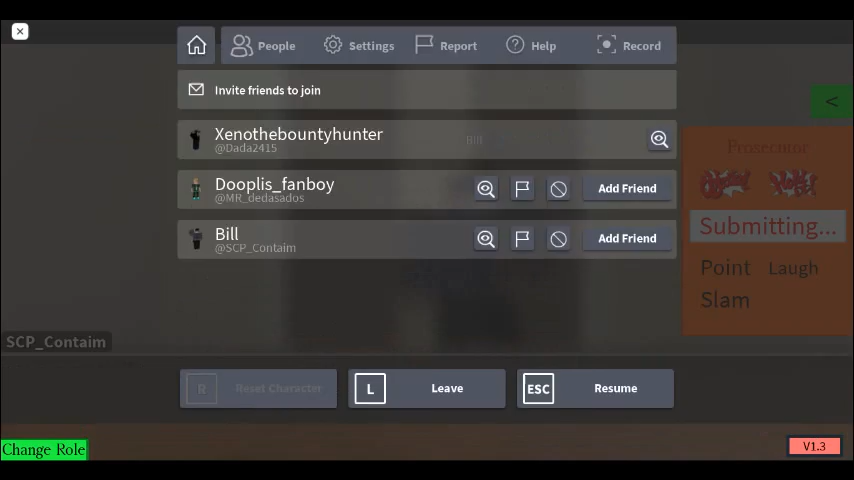 People
Settings
Report
Help
Record
Invite friends to join
<
Xenothebountyhunter
@Dada2415
Bill
Prosecutor
Dooplis_fanboy
@MR_dedasados
Add Friend
Submitting...
Bill
@SCP_Contaim
Add Friend
Point
Laugh
Slam
SCP_Contaim
R
Reset Character
L
Leave
ESC
Resume
Change Role
V1.3